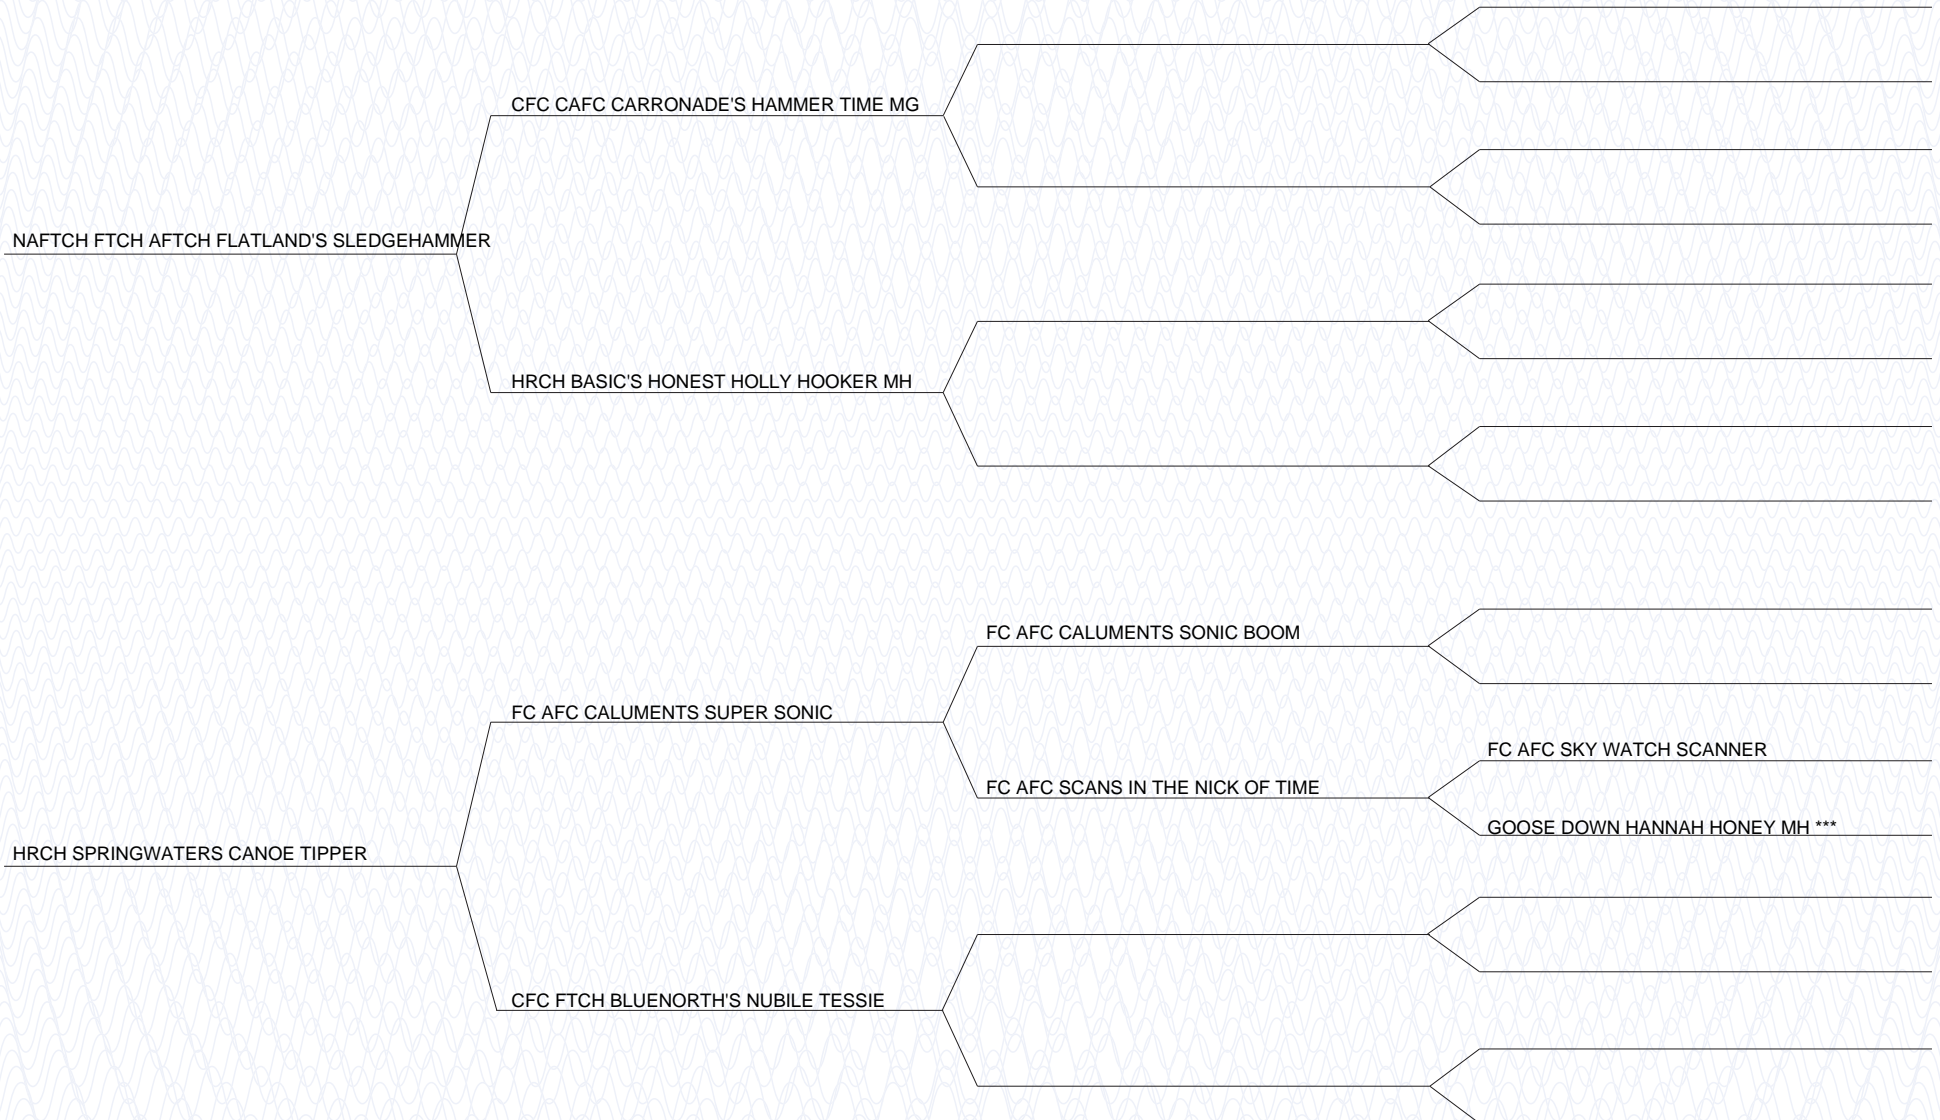 CFC CAFC CARRONADE'S HAMMER TIME MG
NAFTCH FTCH AFTCH FLATLAND'S SLEDGEHAMMER
HRCH BASIC'S HONEST HOLLY HOOKER MH
FC AFC CALUMENTS SONIC BOOM
FC AFC CALUMENTS SUPER SONIC
FC AFC SKY WATCH SCANNER
FC AFC SCANS IN THE NICK OF TIME
GOOSE DOWN HANNAH HONEY MH ***
HRCH SPRINGWATERS CANOE TIPPER
CFC FTCH BLUENORTH'S NUBILE TESSIE